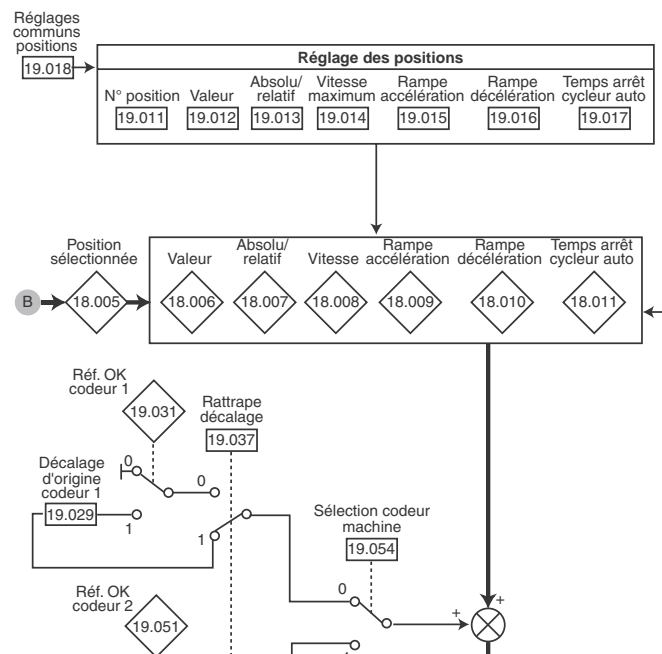 Réglages
communs
positions
19.018
Réglage des positions
N° position
Valeur
Absolu/
relatif
Vitesse
maximum
Rampe
accélération
Rampe
décélération
Temps arrêt
cycleur auto
19.011
19.012
19.013
19.014
19.015
19.016
19.017
Position
sélectionnée
Valeur
Absolu/
relatif
Vitesse
Rampe
accélération
Rampe
décélération
Temps arrêt
cycleur auto
B
18.005
18.006
18.007
18.008
18.009
18.010
18.011
Réf. OK
codeur 1
19.031
Rattrape
décalage
19.037
Décalage
d'origine
codeur 1
19.029
0
0
1
1
Sélection codeur
machine
19.054
0
+
+
Réf. OK
codeur 2
19.051